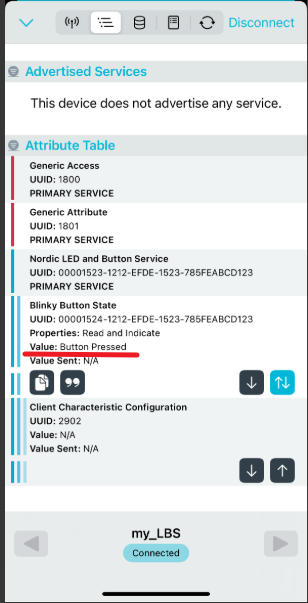 Disconnect
Advertised Services
This device does not advertise any service.
Attribute Table
Generic Access
UUID: 1800
PRIMARY SERVICE
Generic Attribute
UUID: 1801
PRIMARY SERVICE
Nordic LED and Button Service
UUID: 00001523-1212-EFDE-1523-785FEABCD123
PRIMARY SERVICE
Blinky Button State
UUID: 00001524-1212-EFDE-1523-785FEABCD123
Properties: Read and Indicate
Value: Button Pressed
Value Sent: N/A
Client Characteristic Configuration
UUID: 2902
Value: N/A
Value Sent: N/A
my_LBS
Connected